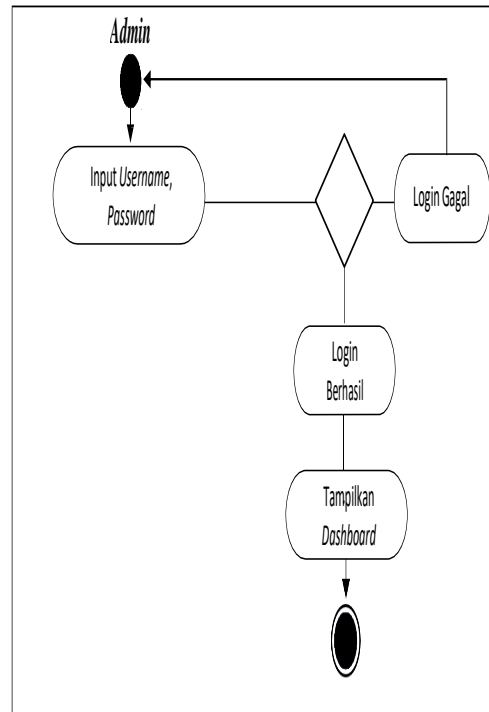 Admin
Input Username,
Password
Login Gagal
Login
Berhasil
Tampilkan
Dashboard